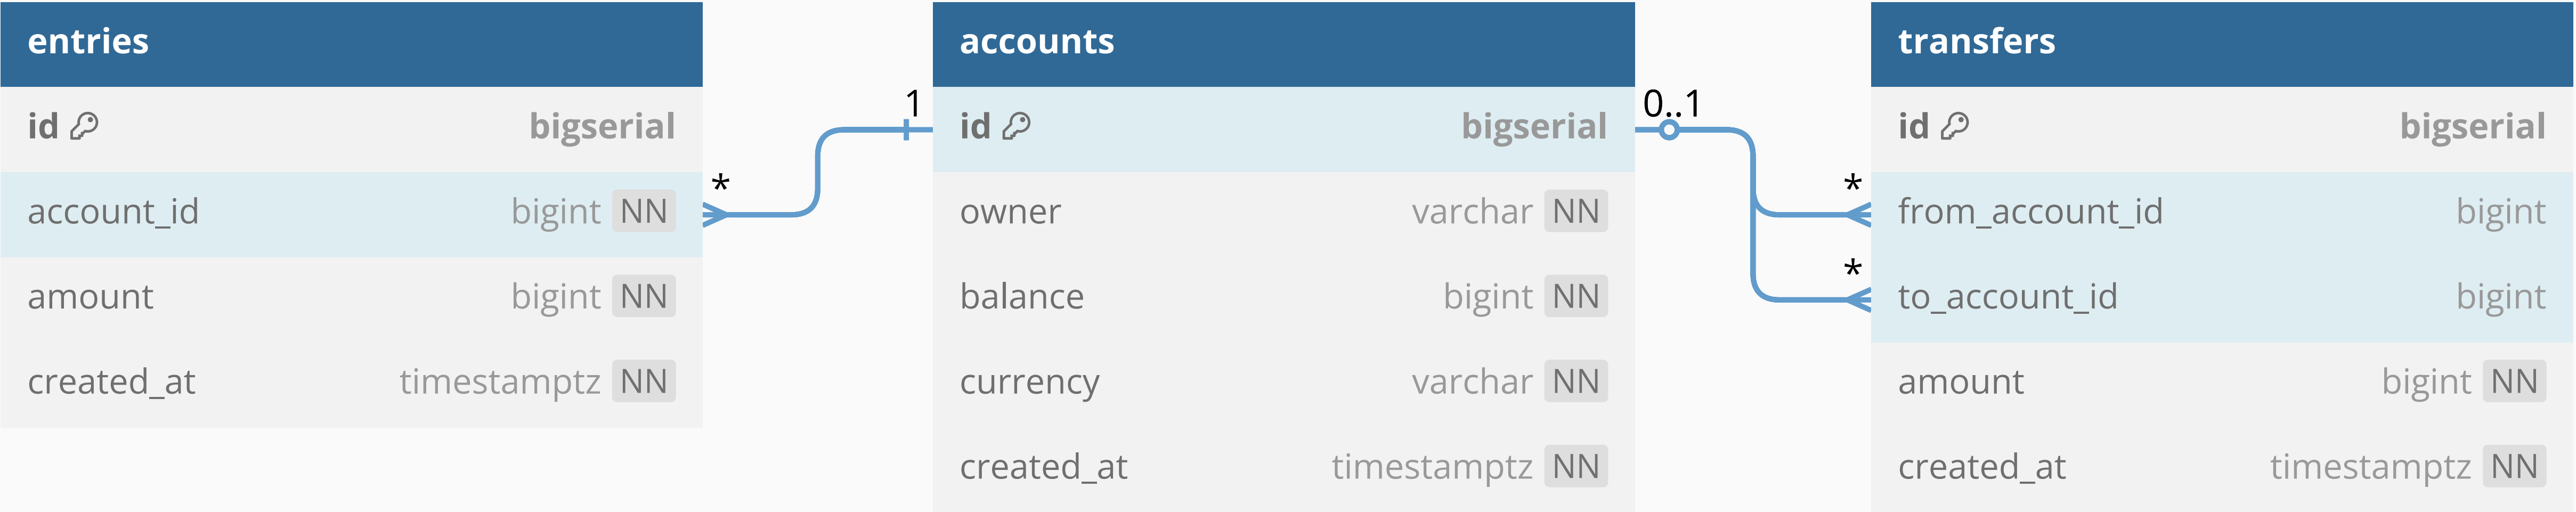 entries
id bigserial
account_id bigint NN
amount bigint NN
created_at timestamptz NN
1
*
accounts
id bigserial
owner varchar NN
balance bigint NN
currency varchar NN
created_at timestamptz NN
0..1
*
*
transfers
id bigserial
from_account_id bigint
to_account_id bigint
amount bigint NN
created_at timestamptz NN